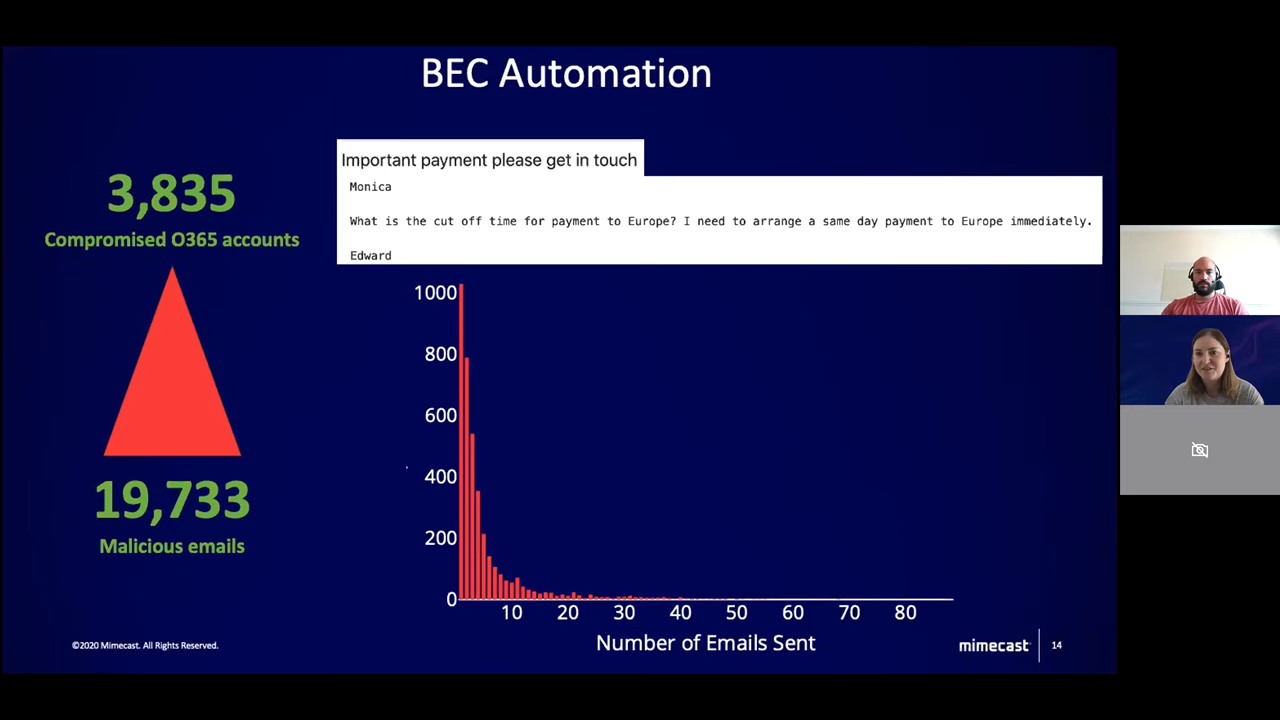 BEC Automation
3,835
Compromised O365 accounts
19,733
Malicious emails
Important payment please get in touch
Monica
What is the cut off time for payment to Europe? I need to arrange a same day payment to Europe immediately.
Edward
1000
800
600
400
200
0
10 20 30 40 50 60 70 80
Number of Emails Sent
©2020 Mimecast. All Rights Reserved.
mimecast
14